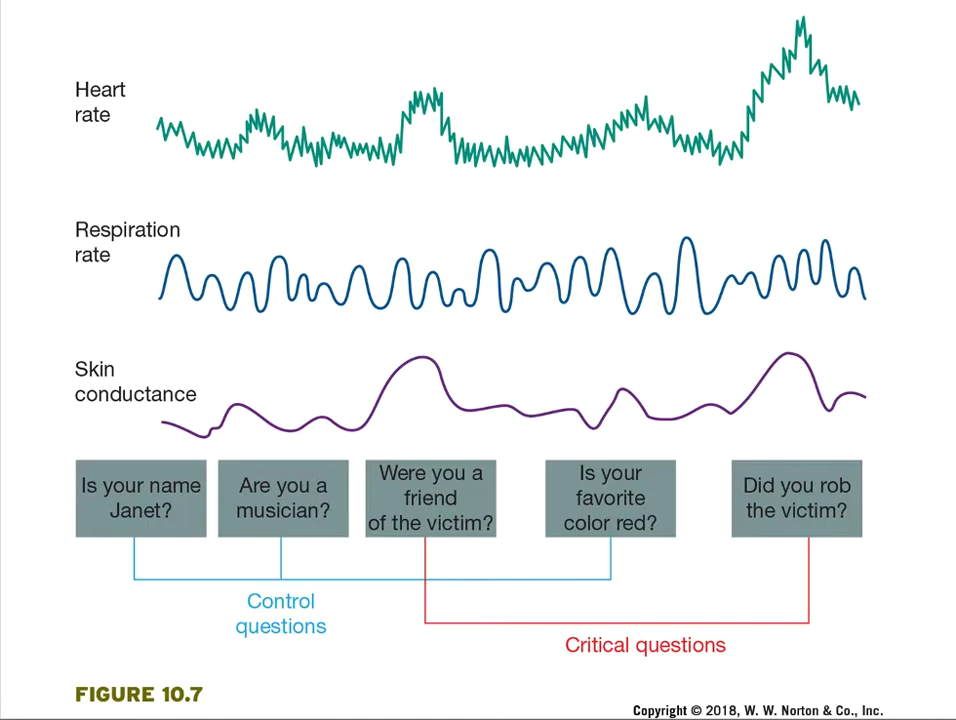 Heart
rate
Respiration
rate
Skin
conductance
Is your name
Janet?
Are you a
musician?
Were you a
friend
of the victim?
Is your
favorite
color red?
Did you rob
the victim?
Control
questions
Critical questions
FIGURE 10.7
Copyright © 2018, W. W. Norton & Co., Inc.